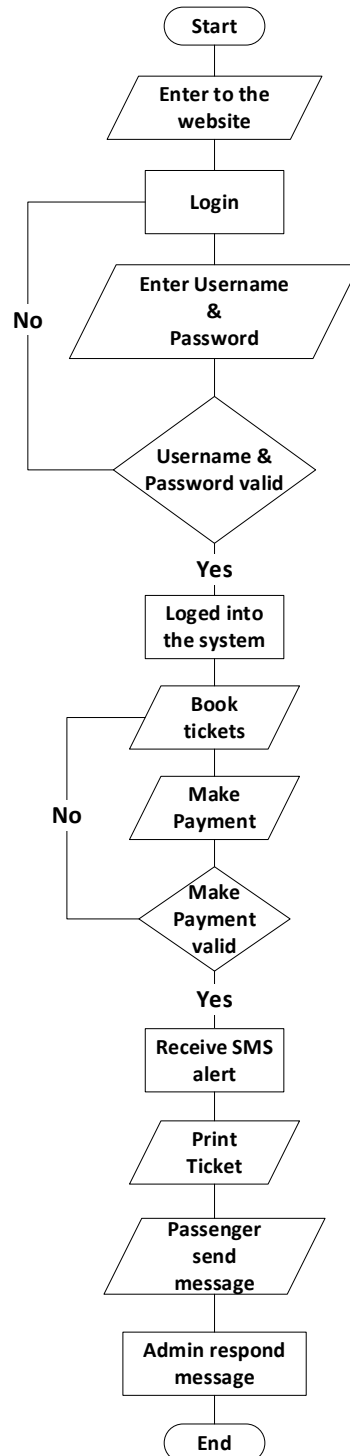 Start
Enter to the
website
Login
Enter Username
&
Password
No
Username &
Password valid
Yes
Loged into
the system
Book
tickets
Make
Payment
No
Make
Payment
valid
Yes
Receive SMS
alert
Print
Ticket
Passenger
send
message
Admin respond
message
End